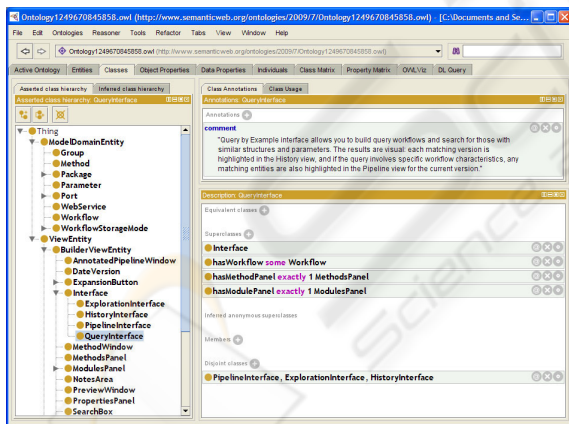 Ontology1249670845858.owl (http://www.semanticweb.org/ontologies/2009/7/Ontology1249670845858.owl) - [C:\Documents and Se...
File Edit Ontologies Reasoner Tools Refactor Tabs View Window Help
Ontology1249670845858.owl (http://www.semanticweb.org/ontologies/2009/7/Ontology1249670845858.owl)
Active Ontology Entities Classes Object Properties Data Properties Individuals Class Matrix Property Matrix OWLViz DL Query
Asserted class hierarchy Inferred class hierarchy
Asserted class hierarchy: QueryInterface
Thing
ModelDomainEntity
Group
Method
Package
Parameter
Port
WebService
Workflow
WorkflowStorageMode
ViewEntity
BuilderViewEntity
AnnotatedPipelineWindow
DateVersion
ExpansionButton
Interface
ExplorationInterface
HistoryInterface
PipelineInterface
QueryInterface
MethodWindow
MethodsPanel
ModulesPanel
NotesArea
PreviewWindow
PropertiesPanel
SearchBox
Class Annotations Class Usage
Annotations: QueryInterface
Annotations
comment
"Query by Example interface allows you to build query workflows and search for those with
similar structures and parameters. The results are visual: each matching version is
highlighted in the History view, and if the query involves specific workflow characteristics, any
matching entities are also highlighted in the Pipeline view for the current version."
Description: QueryInterface
Equivalent classes
Superclasses
Interface
hasWorkflow some Workflow
hasMethodPanel exactly 1 MethodsPanel
hasModulePanel exactly 1 ModulesPanel
Inferred anonymous superclasses
Members
Disjoint classes
PipelineInterface, ExplorationInterface, HistoryInterface